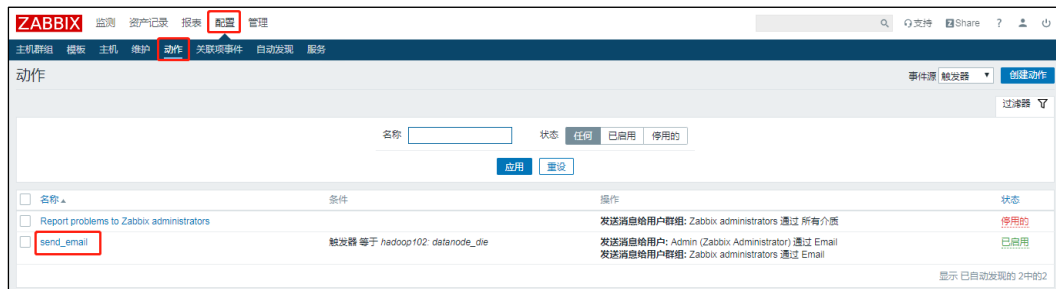 ZABBIX 监测 资产记录 报表 配置 管理 支持 Share ?
主机群组 模板 主机 维护 动作 关联项事件 自动发现 服务
动作 事件源 触发器 创建动作
过滤器
名称 状态 任何 已启用 停用的
应用 重设
名称 条件 操作 状态
Report problems to Zabbix administrators 发送消息给用户群组: Zabbix administrators 通过 所有介质 停用的
send_email 触发器 等于 hadoop102: datanode_die 发送消息给用户: Admin (Zabbix Administrator) 通过 Email 已启用
发送消息给用户群组: Zabbix administrators 通过 Email
显示 已自动发现的 2中的2